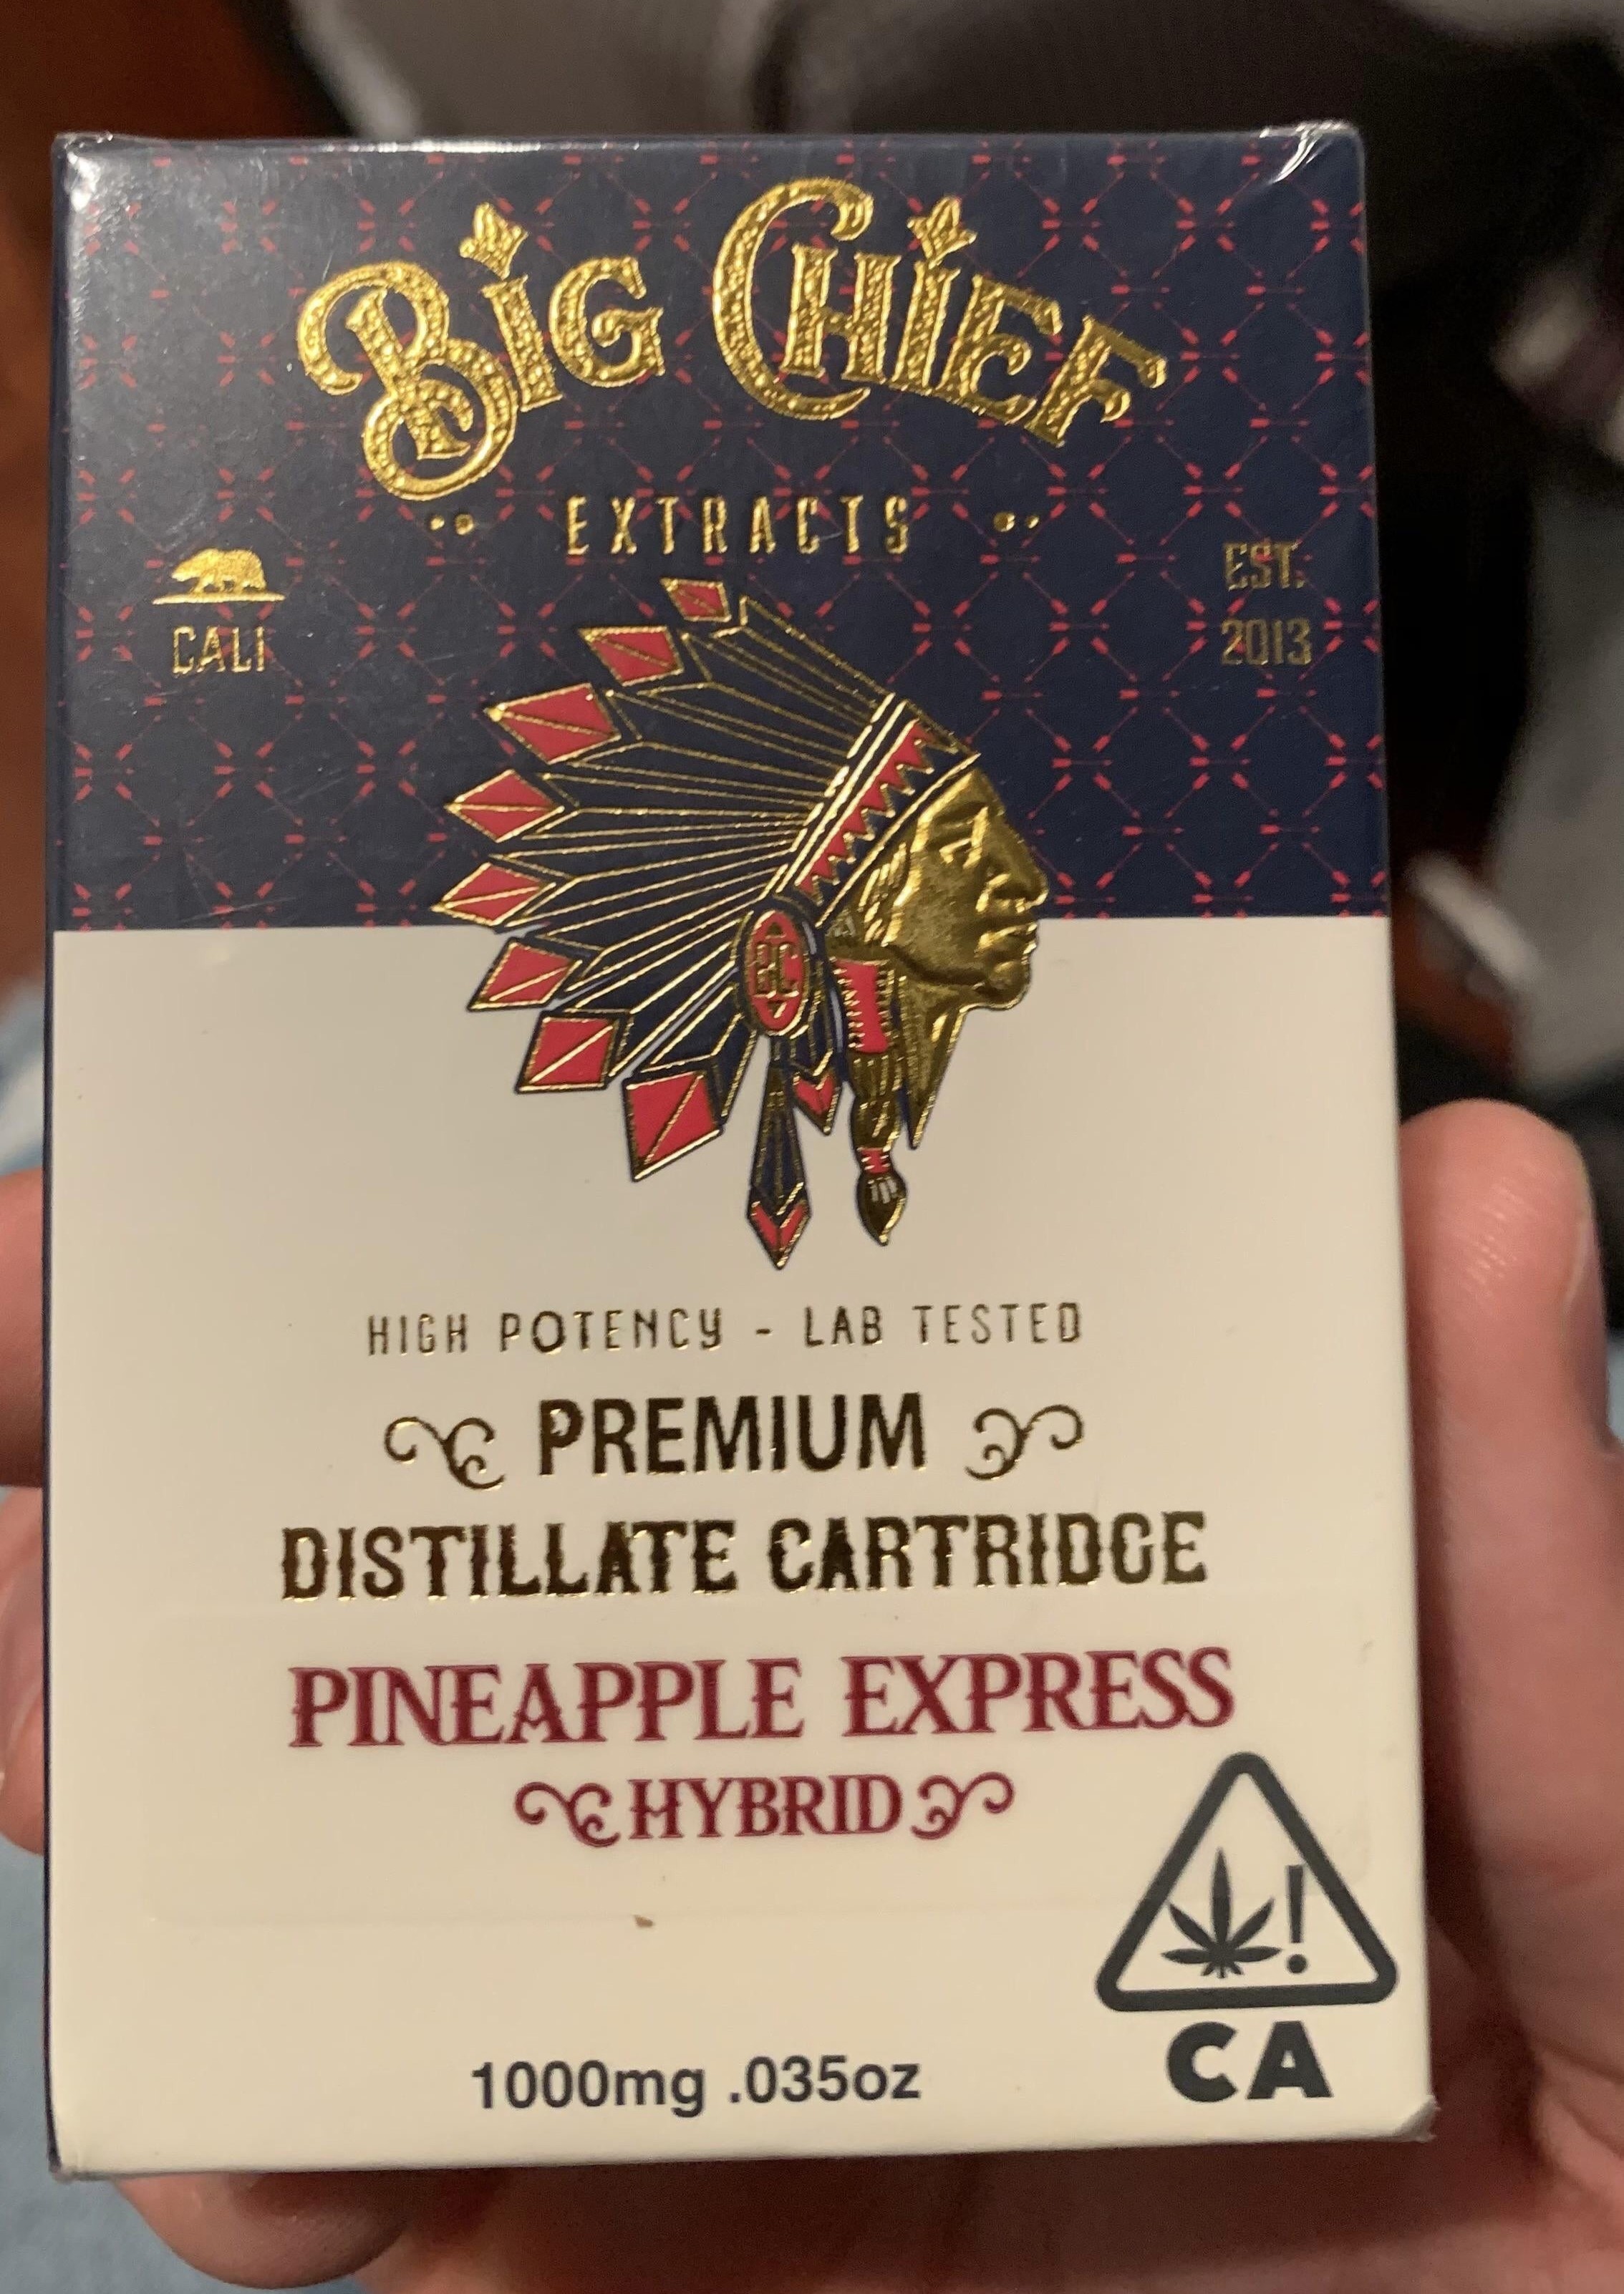 BIG CHIEF
EXTRACTS
CALI
EST.
2013
BC
HIGH POTENCY - LAB TESTED
PREMIUM
DISTILLATE CARTRIDGE
PINEAPPLE EXPRESS
HYBRID
!
CA
1000mg .035oz